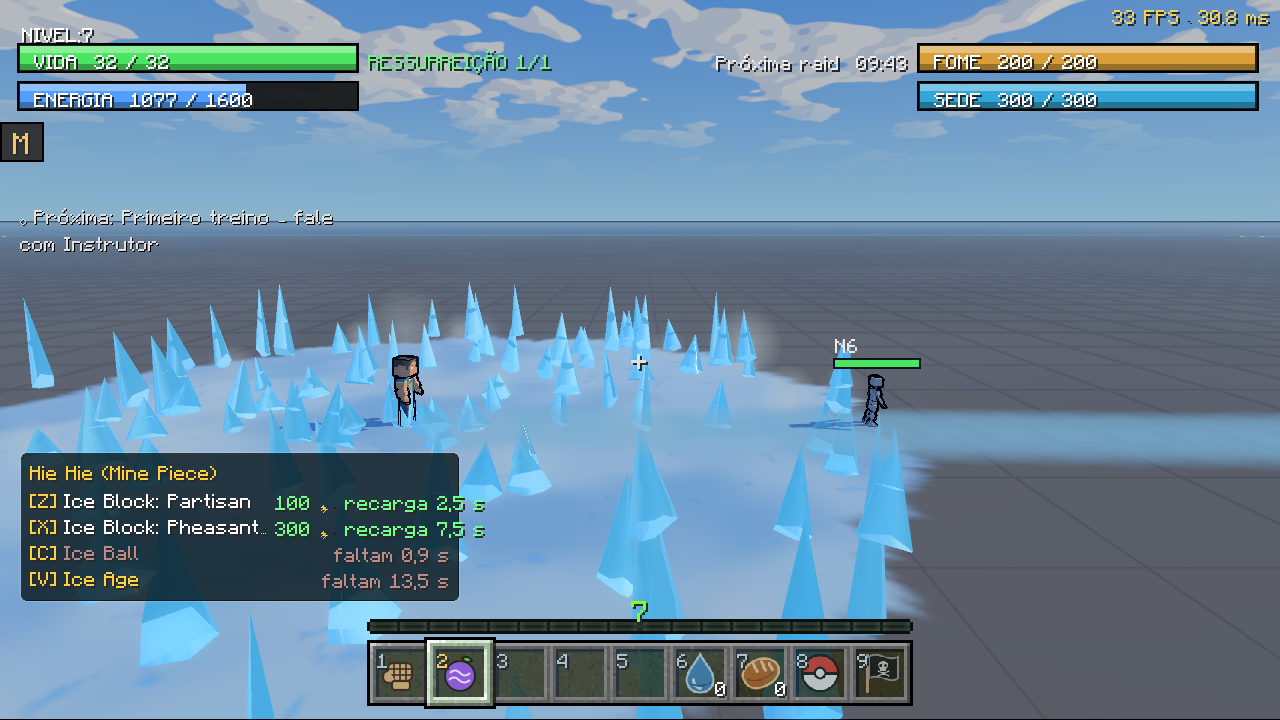 33 FPS · 30.8 ms
NIVEL:7
VIDA 32 / 32
RESSURREIÇÃO 1/1
Próxima raid 09:43
FOME 200 / 200
ENERGIA 1077 / 1600
SEDE 300 / 300
M
Próxima: Primeiro treino - fale
com Instrutor
N6
Hie Hie (Mine Piece)
[Z] Ice Block: Partisan 100 recarga 2,5 s
[X] Ice Block: Pheasant… 300 recarga 7,5 s
[C] Ice Ball faltam 0,9 s
[V] Ice Age faltam 13,5 s
7
1 2 3 4 5 6 0 7 0 8 9